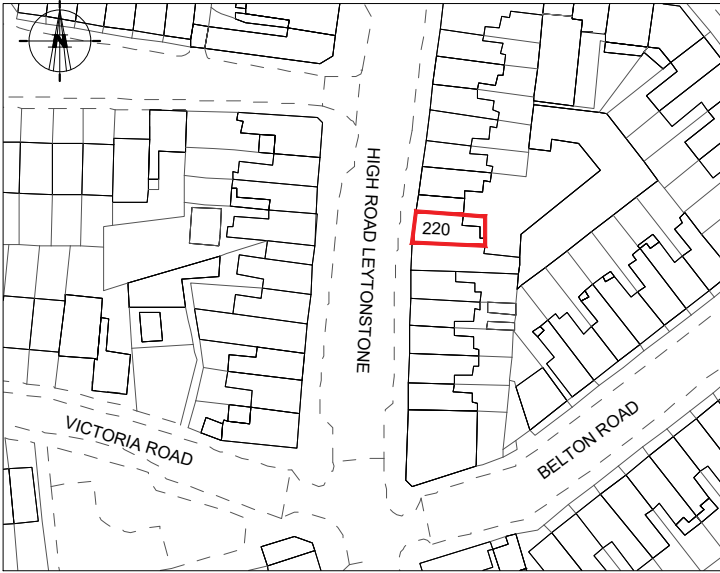 N
HIGH ROAD LEYTONSTONE
220
VICTORIA ROAD
BELTON ROAD